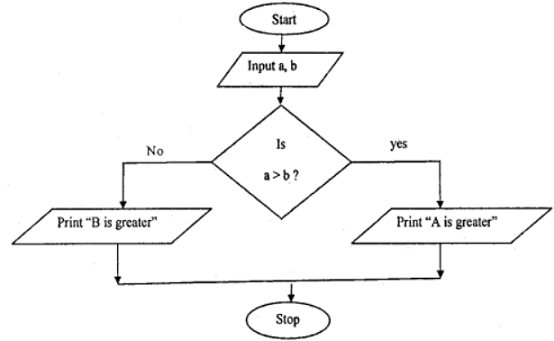 Start
Input a, b
Is
a > b ?
No
yes
Print “B is greater”
Print “A is greater”
Stop